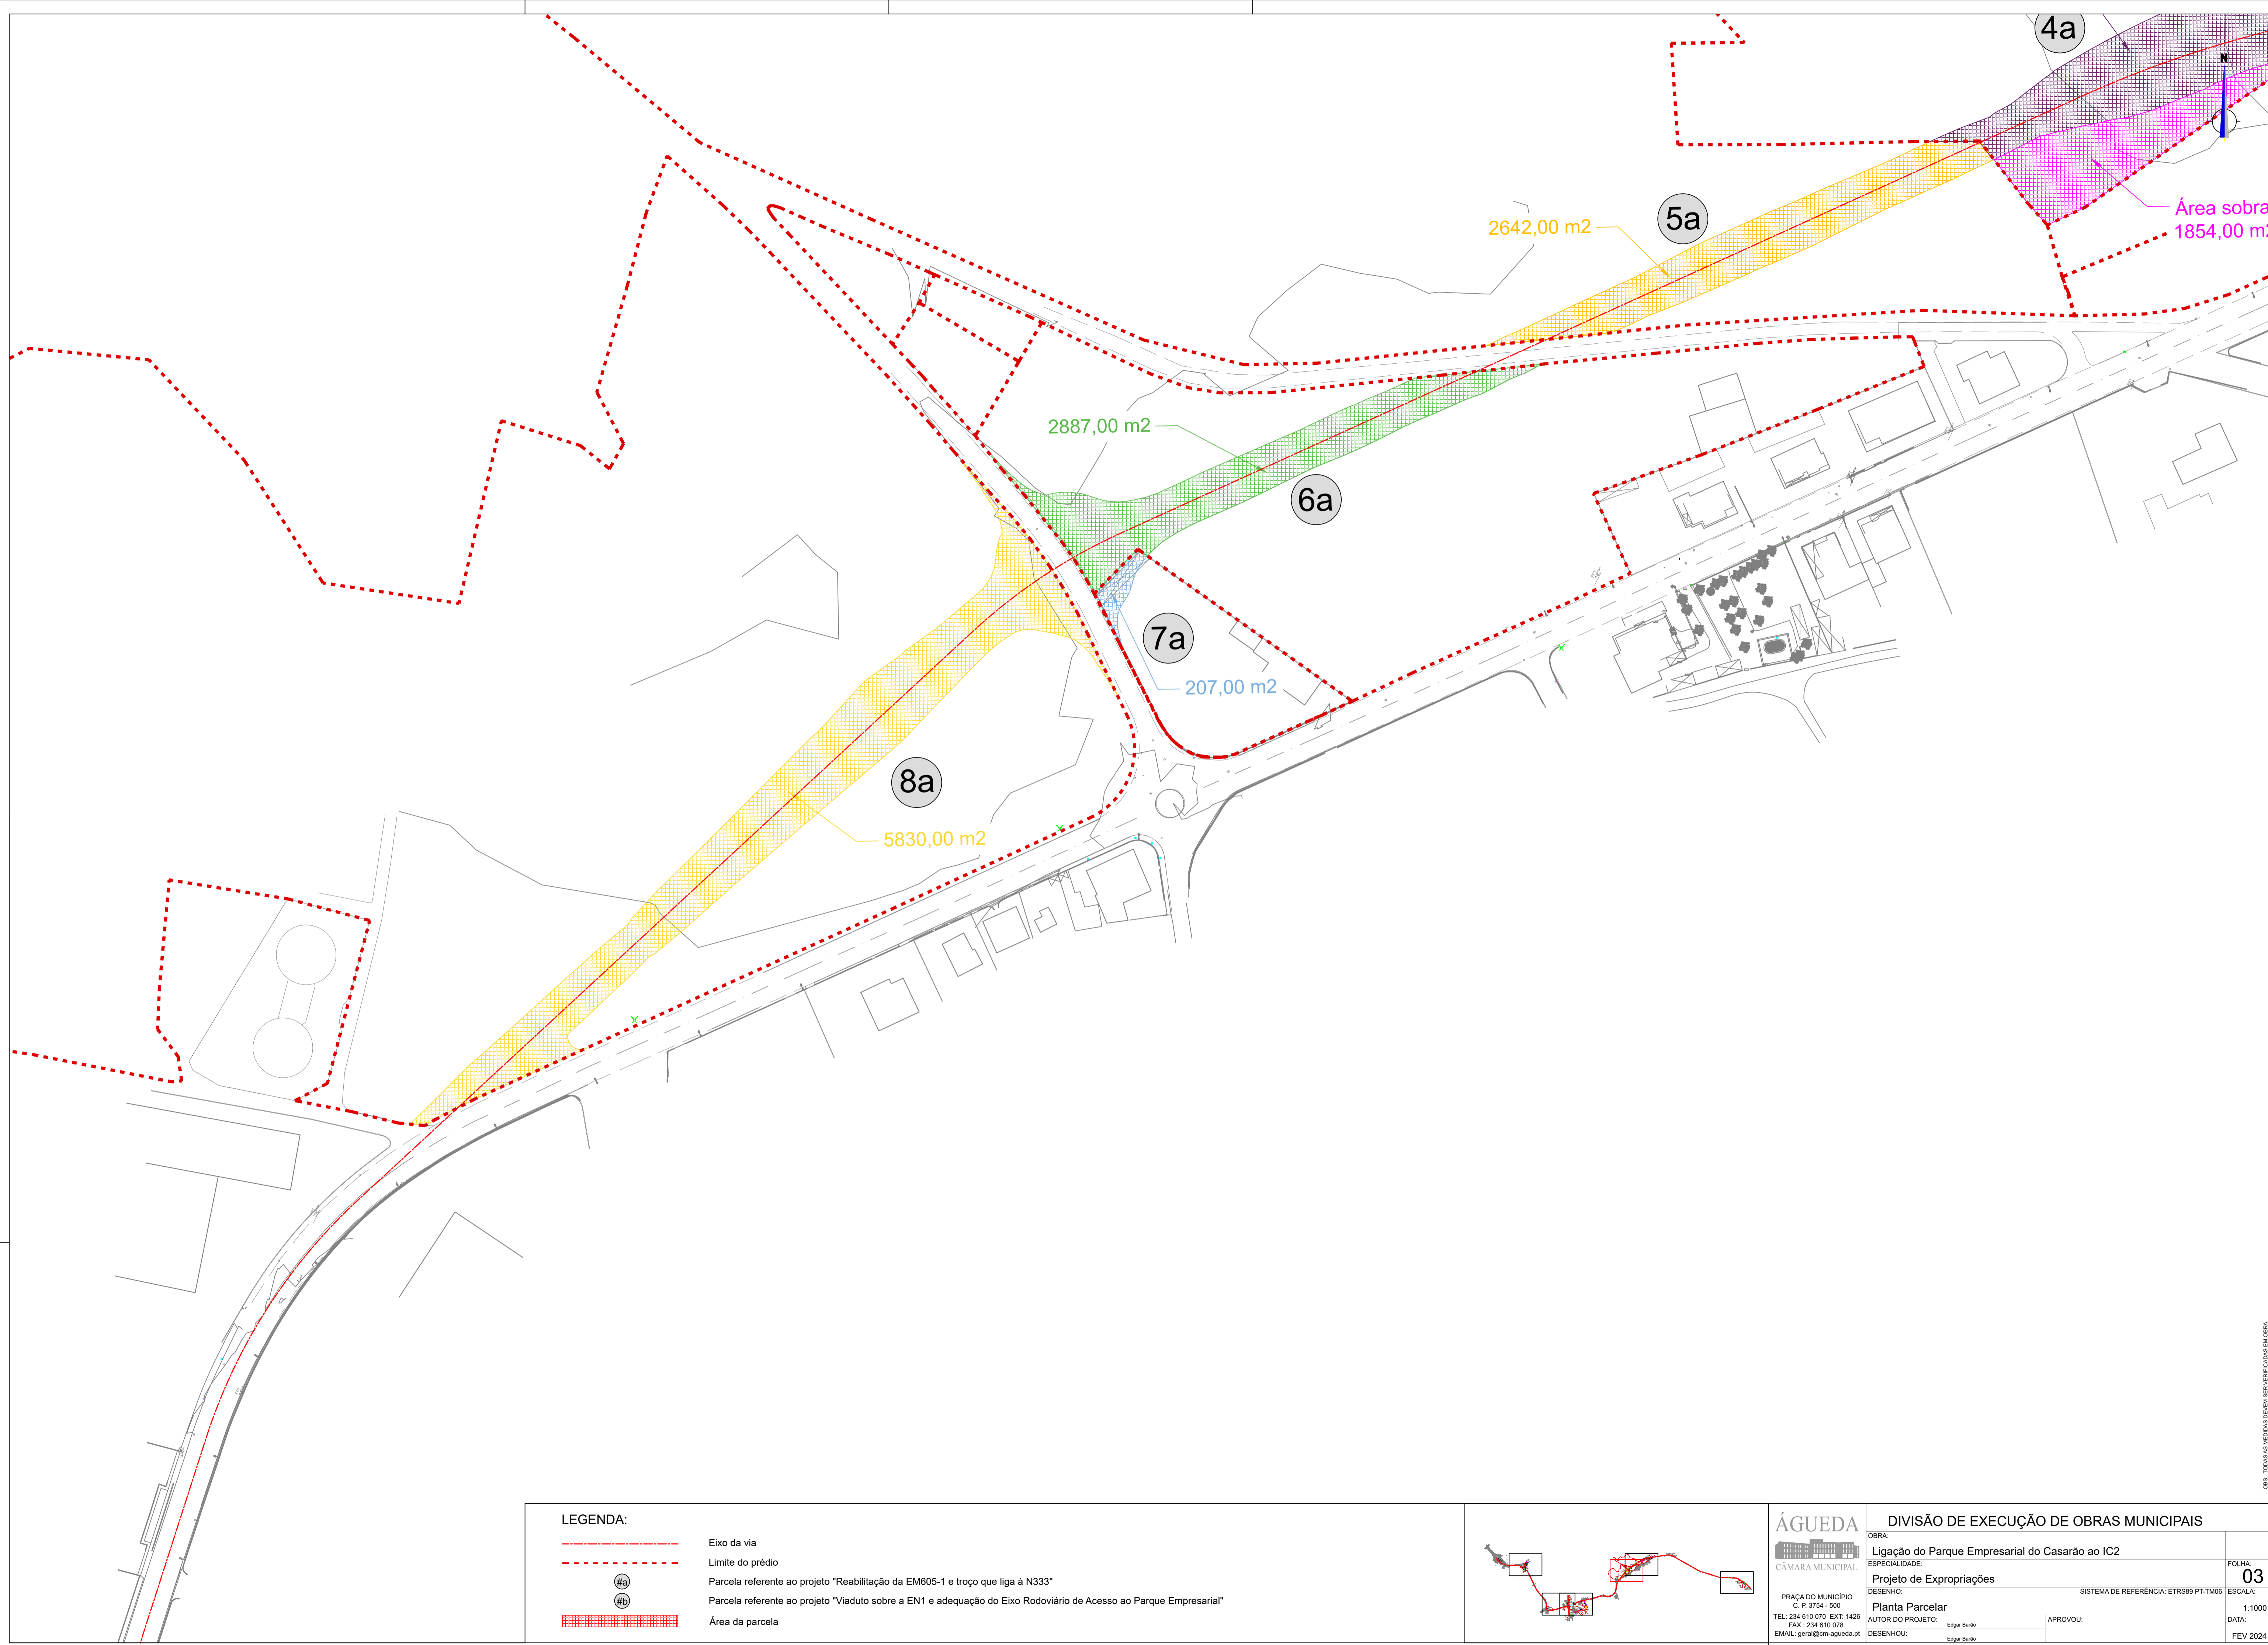 4a
N
Área sobra
1854,00 m2
5a
2642,00 m2
2887,00 m2
6a
7a
207,00 m2
8a
5830,00 m2
OBS: TODAS AS MEDIDAS DEVEM SER VERIFICADAS EM OBRA
LEGENDA:
Eixo da via
Limite do prédio
#a Parcela referente ao projeto "Reabilitação da EM605-1 e troço que liga à N333"
#b Parcela referente ao projeto "Viaduto sobre a EN1 e adequação do Eixo Rodoviário de Acesso ao Parque Empresarial"
Área da parcela
ÁGUEDA
CÂMARA MUNICIPAL
PRAÇA DO MUNICÍPIO
C. P. 3754 - 500
TEL: 234 610 070 EXT: 1426
FAX : 234 610 078
EMAIL: geral@cm-agueda.pt
DIVISÃO DE EXECUÇÃO DE OBRAS MUNICIPAIS
OBRA:
Ligação do Parque Empresarial do Casarão ao IC2
ESPECIALIDADE:
Projeto de Expropriações
FOLHA:
03
DESENHO:
SISTEMA DE REFERÊNCIA: ETRS89 PT-TM06
Planta Parcelar
ESCALA:
1:1000
AUTOR DO PROJETO:
Edgar Barão
APROVOU:
DATA:
FEV 2024
DESENHOU:
Edgar Barão